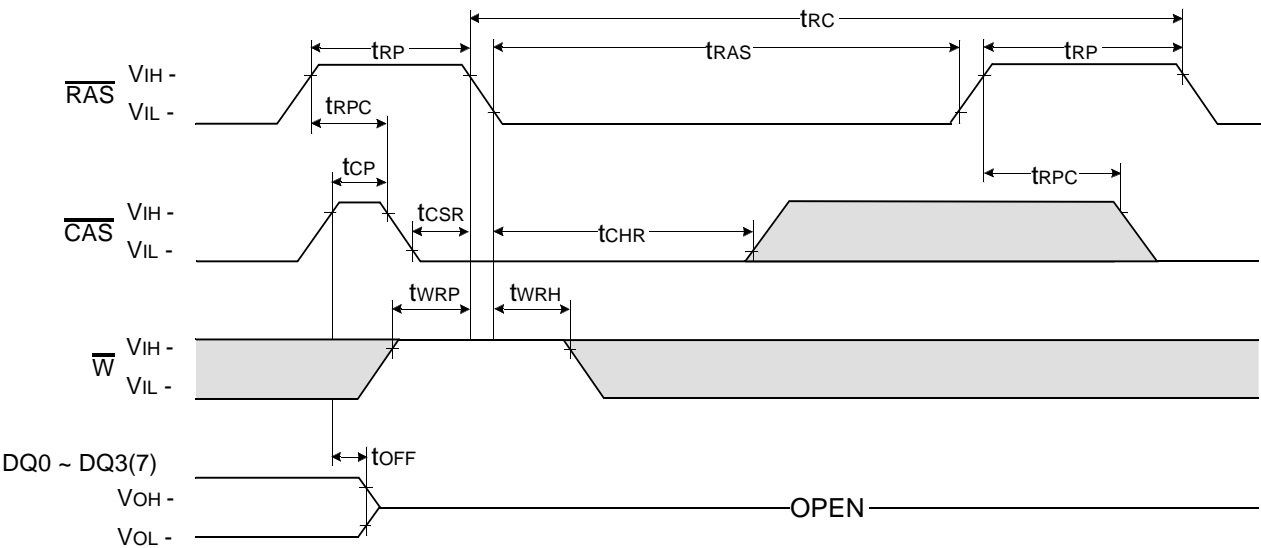 tRC
tRP
tRAS
tRP
RAS
VIH -
VIL -
tRPC
tCP
tRPC
CAS
VIH -
VIL -
tCSR
tCHR
tWRP
tWRH
W
VIH -
VIL -
DQ0 ~ DQ3(7)
tOFF
VOH -
VOL -
OPEN